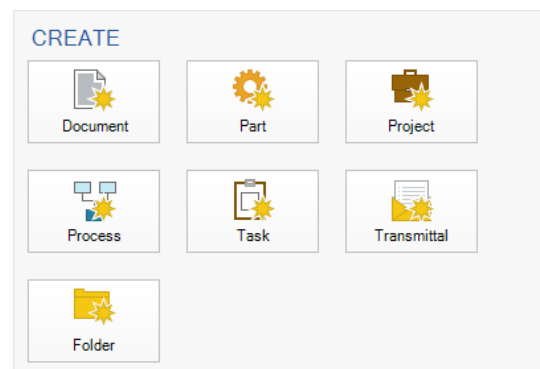 CREATE
Document Part Project
Process Task Transmittal
Folder